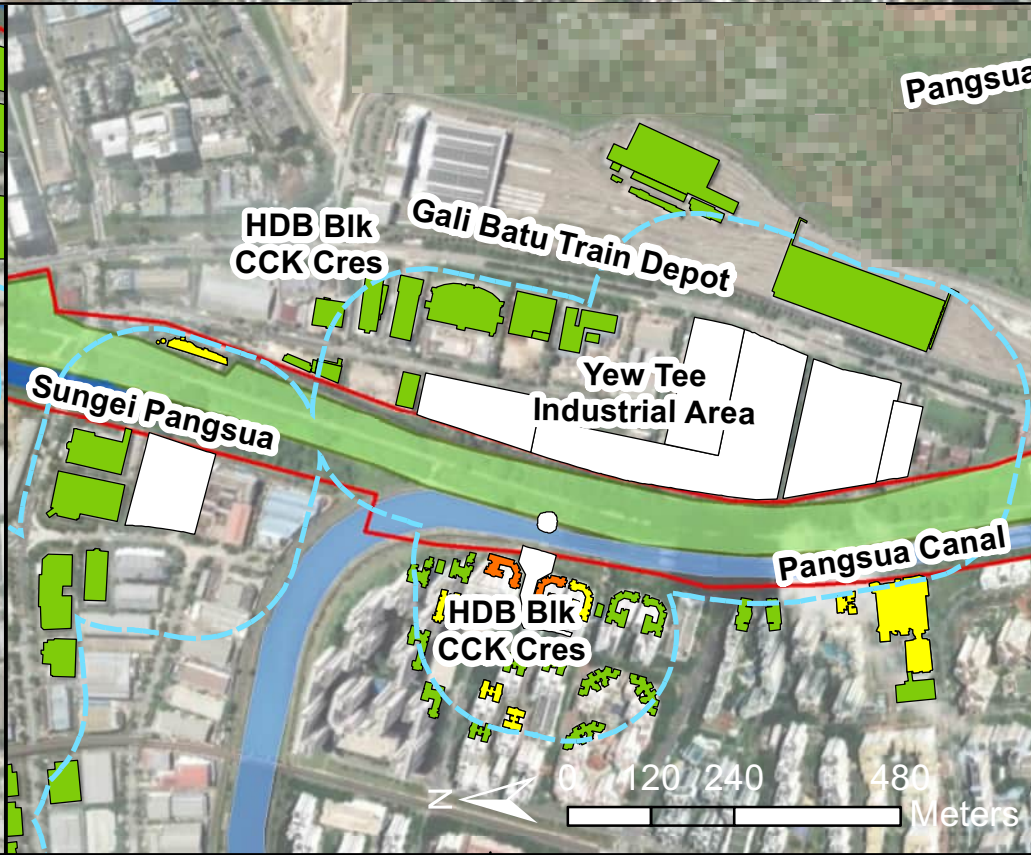 Pangsua
HDB Blk
CCK Cres
Gali Batu Train Depot
Yew Tee
Industrial Area
Sungei Pangsua
Pangsua Canal
HDB Blk
CCK Cres
0 120 240 480
Meters
N